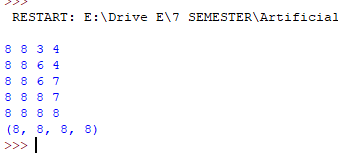 >>>
RESTART: E:\Drive E\7 SEMESTER\Artificial
8 8 3 4
8 8 6 4
8 8 6 7
8 8 8 7
8 8 8 8
(8, 8, 8, 8)
>>>